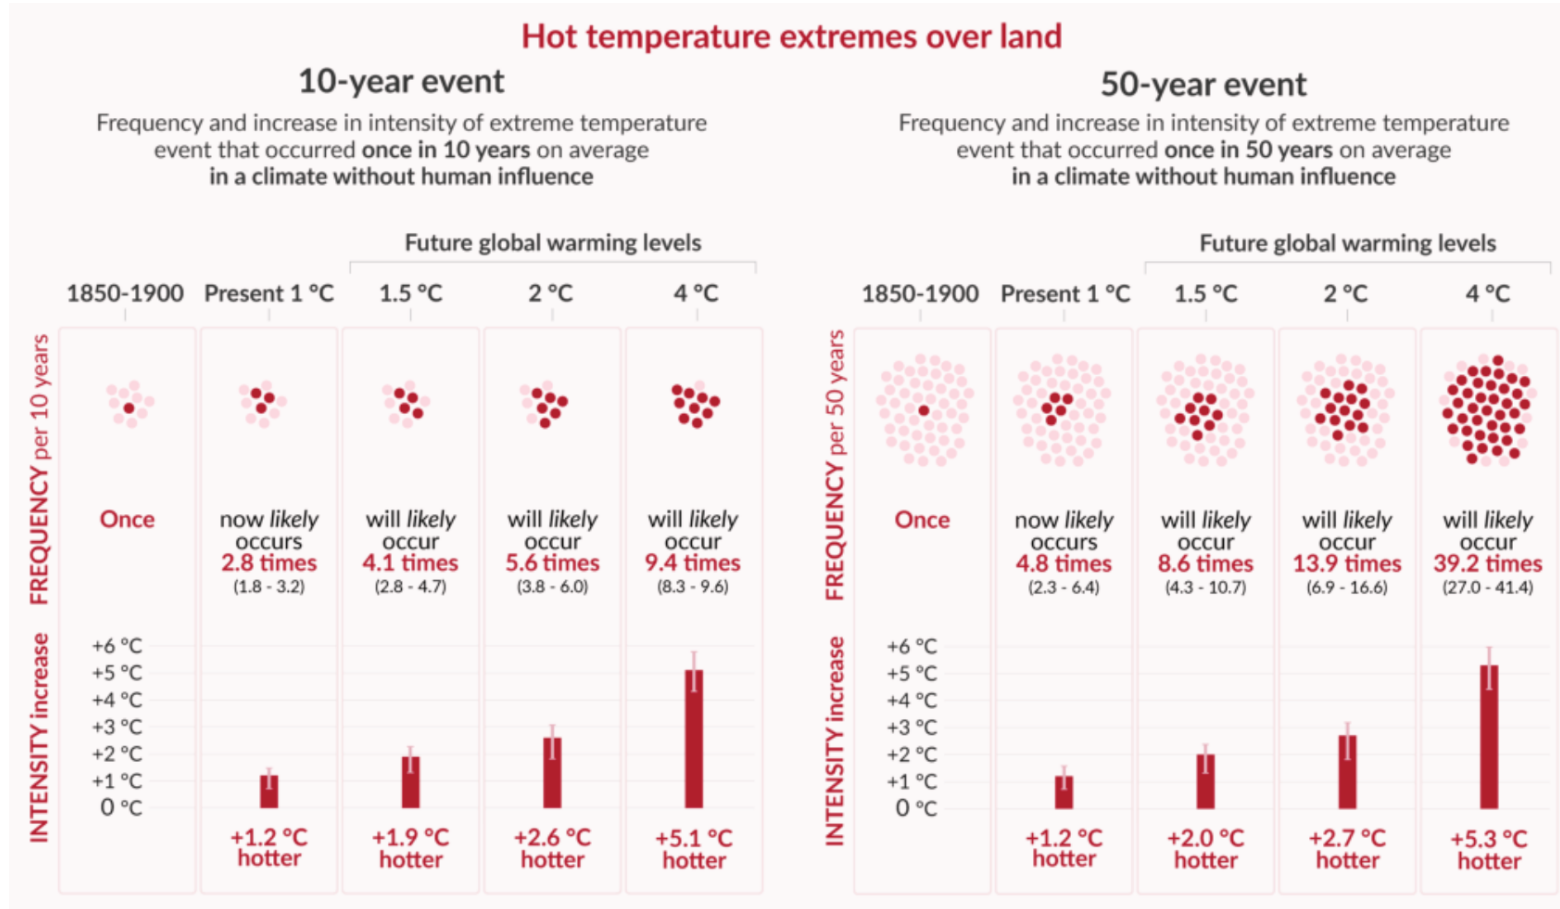 Hot temperature extremes over land
10-year event
Frequency and increase in intensity of extreme temperature
event that occurred once in 10 years on average
in a climate without human influence
Future global warming levels
1850-1900
Present 1 °C
1.5 °C
2 °C
4 °C
FREQUENCY per 10 years
Once
now likely
occurs
2.8 times
(1.8 - 3.2)
will likely
occur
4.1 times
(2.8 - 4.7)
will likely
occur
5.6 times
(3.8 - 6.0)
will likely
occur
9.4 times
(8.3 - 9.6)
INTENSITY increase
+6 °C
+5 °C
+4 °C
+3 °C
+2 °C
+1 °C
0 °C
+1.2 °C
hotter
+1.9 °C
hotter
+2.6 °C
hotter
+5.1 °C
hotter
50-year event
Frequency and increase in intensity of extreme temperature
event that occurred once in 50 years on average
in a climate without human influence
Future global warming levels
1850-1900
Present 1 °C
1.5 °C
2 °C
4 °C
FREQUENCY per 50 years
Once
now likely
occurs
4.8 times
(2.3 - 6.4)
will likely
occur
8.6 times
(4.3 - 10.7)
will likely
occur
13.9 times
(6.9 - 16.6)
will likely
occur
39.2 times
(27.0 - 41.4)
INTENSITY increase
+6 °C
+5 °C
+4 °C
+3 °C
+2 °C
+1 °C
0 °C
+1.2 °C
hotter
+2.0 °C
hotter
+2.7 °C
hotter
+5.3 °C
hotter